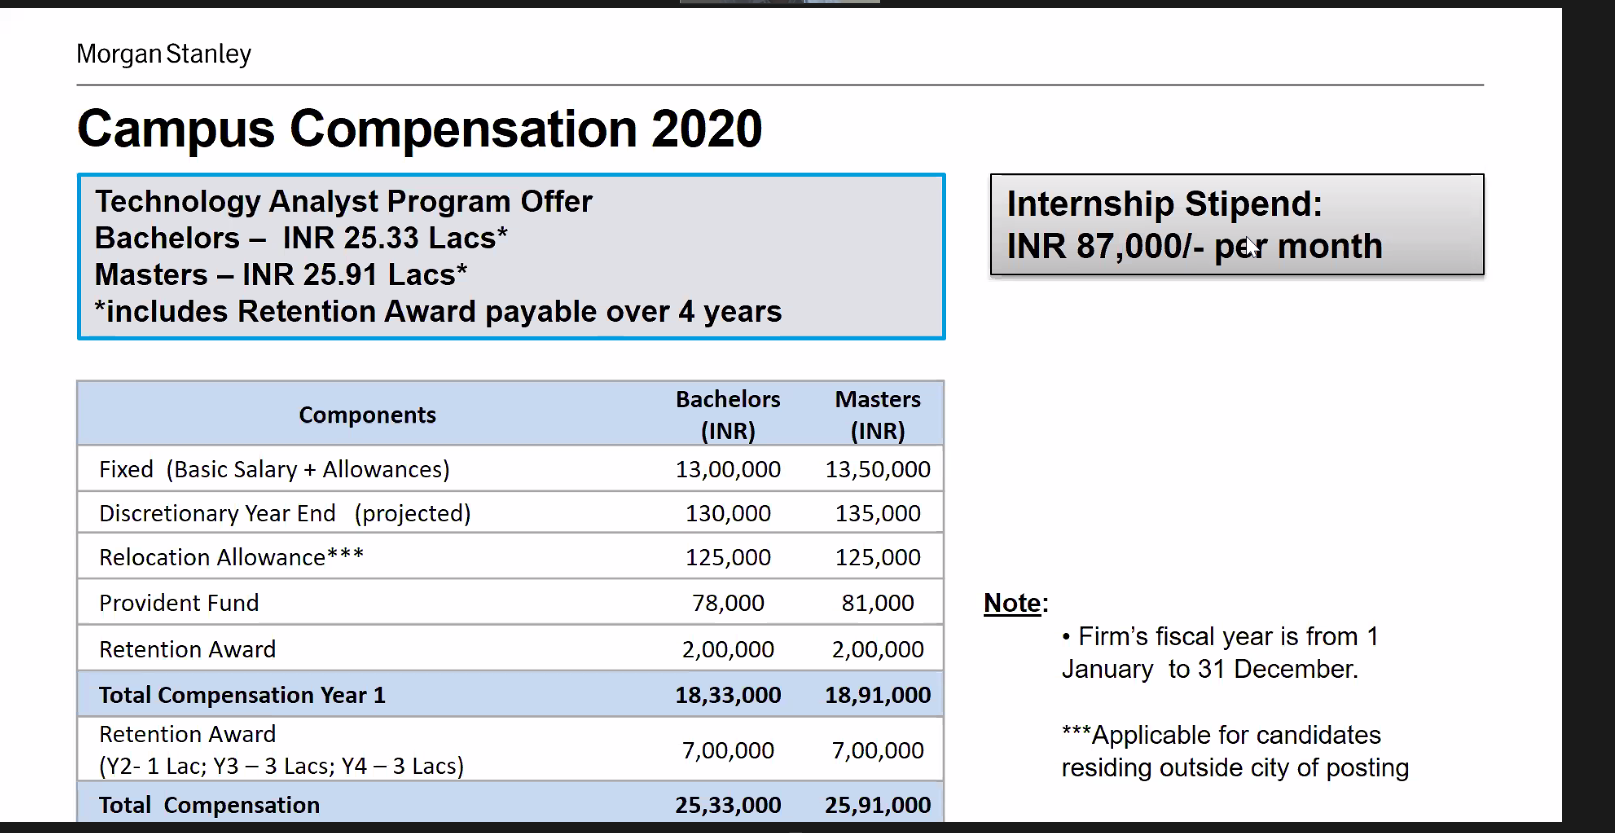 Morgan Stanley
Campus Compensation 2020
Technology Analyst Program Offer
Bachelors – INR 25.33 Lacs*
Masters – INR 25.91 Lacs*
*includes Retention Award payable over 4 years
Internship Stipend:
INR 87,000/- per month
Components Bachelors (INR) Masters (INR)
Fixed (Basic Salary + Allowances) 13,00,000 13,50,000
Discretionary Year End (projected) 130,000 135,000
Relocation Allowance*** 125,000 125,000
Provident Fund 78,000 81,000
Retention Award 2,00,000 2,00,000
Total Compensation Year 1 18,33,000 18,91,000
Retention Award
(Y2- 1 Lac; Y3 – 3 Lacs; Y4 – 3 Lacs) 7,00,000 7,00,000
Total Compensation 25,33,000 25,91,000
Note:
• Firm's fiscal year is from 1
January to 31 December.
***Applicable for candidates
residing outside city of posting